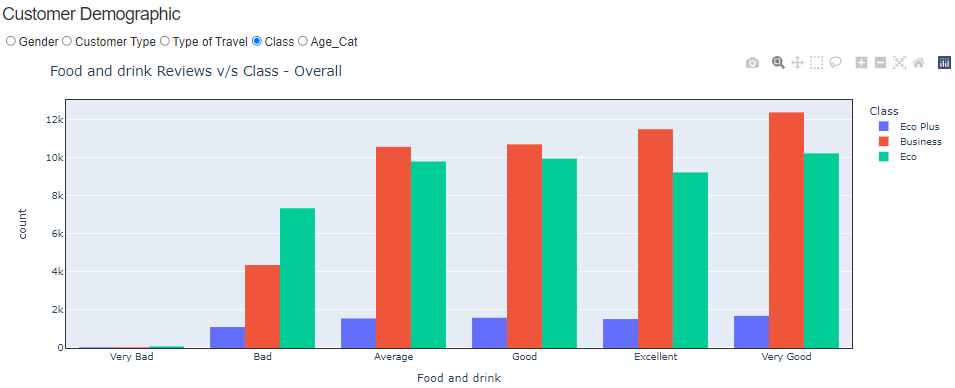 Customer Demographic
Gender Customer Type Type of Travel Class Age_Cat
Food and drink Reviews v/s Class - Overall
Class
Eco Plus
Business
Eco
12k
10k
8k
6k
4k
2k
0
count
Very Bad Bad Average Good Excellent Very Good
Food and drink